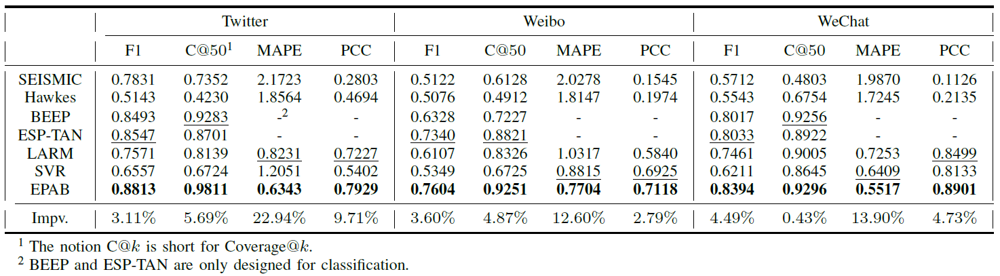 Twitter Weibo WeChat
F1 C@50¹ MAPE PCC F1 C@50 MAPE PCC F1 C@50 MAPE PCC
SEISMIC 0.7831 0.7352 2.1723 0.2803 0.5122 0.6128 2.0278 0.1545 0.5712 0.4803 1.9870 0.1126
Hawkes 0.5143 0.4230 1.8564 0.4694 0.5076 0.4912 1.8147 0.1974 0.5543 0.6754 1.7245 0.2135
BEEP 0.8493 0.9283 -² - 0.6328 0.7227 - - 0.8017 0.9256 - -
ESP-TAN 0.8547 0.8701 - - 0.7340 0.8821 - - 0.8033 0.8922 - -
LARM 0.7571 0.8139 0.8231 0.7227 0.6107 0.8326 1.0317 0.5840 0.7461 0.9005 0.7253 0.8499
SVR 0.6557 0.6724 1.2051 0.5402 0.5349 0.6725 0.8815 0.6925 0.6211 0.8645 0.6409 0.8133
EPAB 0.8813 0.9811 0.6343 0.7929 0.7604 0.9251 0.7704 0.7118 0.8394 0.9296 0.5517 0.8901
Impv. 3.11% 5.69% 22.94% 9.71% 3.60% 4.87% 12.60% 2.79% 4.49% 0.43% 13.90% 4.73%
¹ The notion C@k is short for Coverage@k.
² BEEP and ESP-TAN are only designed for classification.